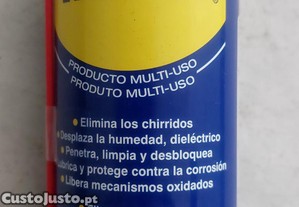 PRODUCTO MULTI-USO
PRODUTO MULTI-USO
• Elimina los chirridos
• Desplaza la humedad, dieléctrico
• Penetra, limpia y desbloquea
Lubrica y protege contra la corrosión
• Libera mecanismos oxidados
CustoJusto.pt